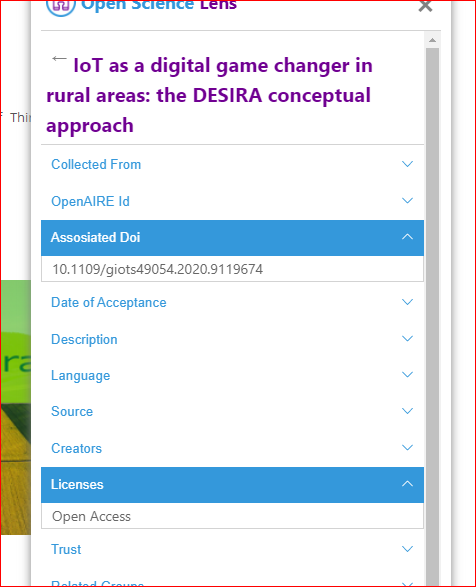 Open Science Lens
← IoT as a digital game changer in
rural areas: the DESIRA conceptual
approach
Collected From
OpenAIRE Id
Assosiated Doi
10.1109/giots49054.2020.9119674
Date of Acceptance
Description
Language
Source
Creators
Licenses
Open Access
Trust
Related Groups